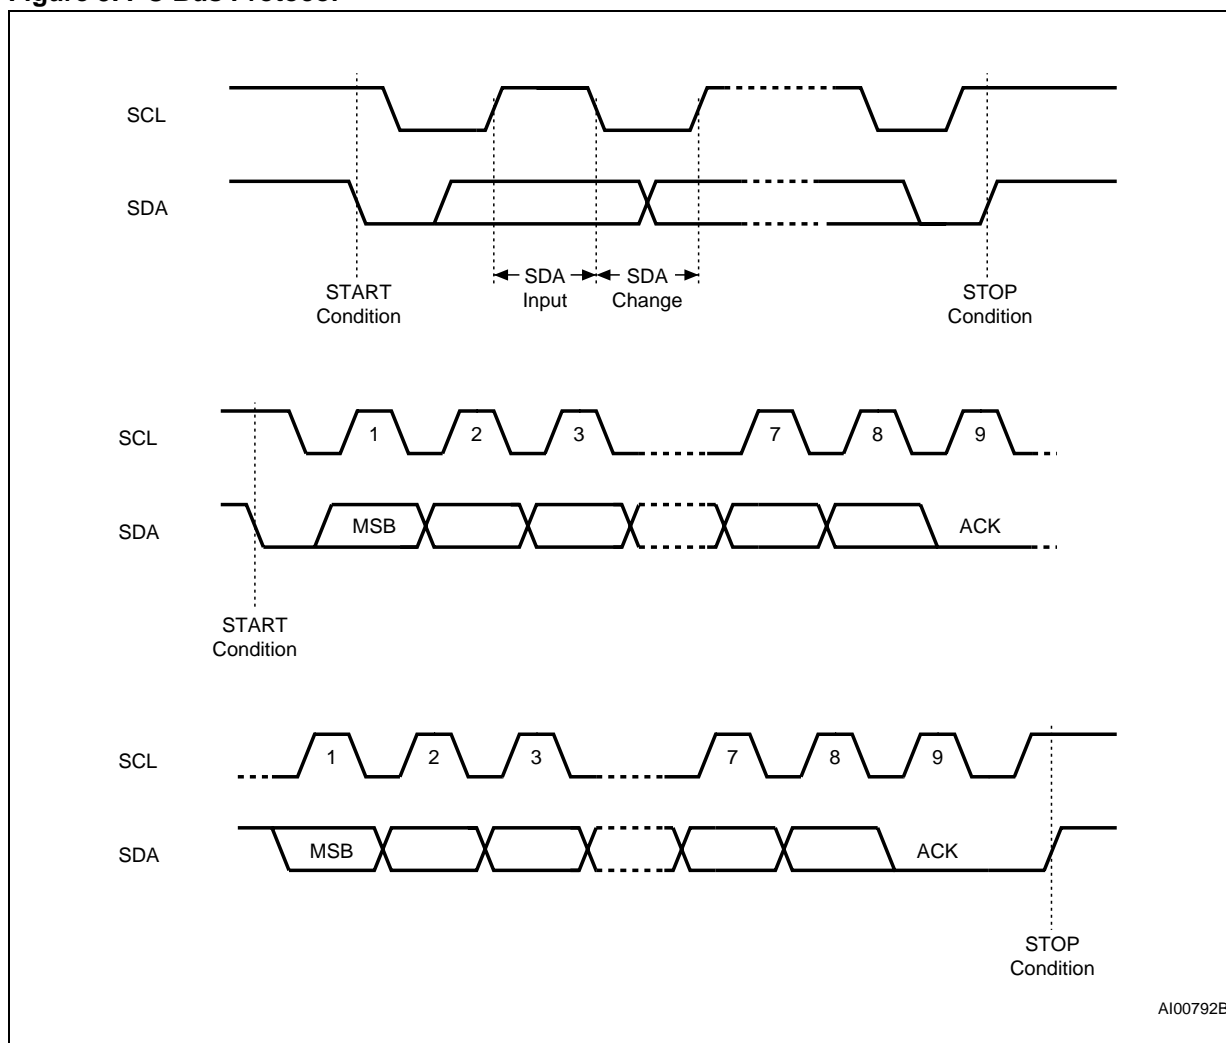 SCL
SDA
SDA
Input
SDA
Change
START
Condition
STOP
Condition
SCL
1 2 3 7 8 9
SDA
MSB
ACK
START
Condition
SCL
1 2 3 7 8 9
SDA
MSB
ACK
STOP
Condition
AI00792B